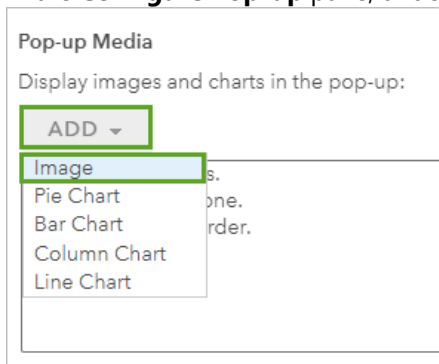 Pop-up Media
Display images and charts in the pop-up:
ADD
Image
Pie Chart
Bar Chart
Column Chart
Line Chart